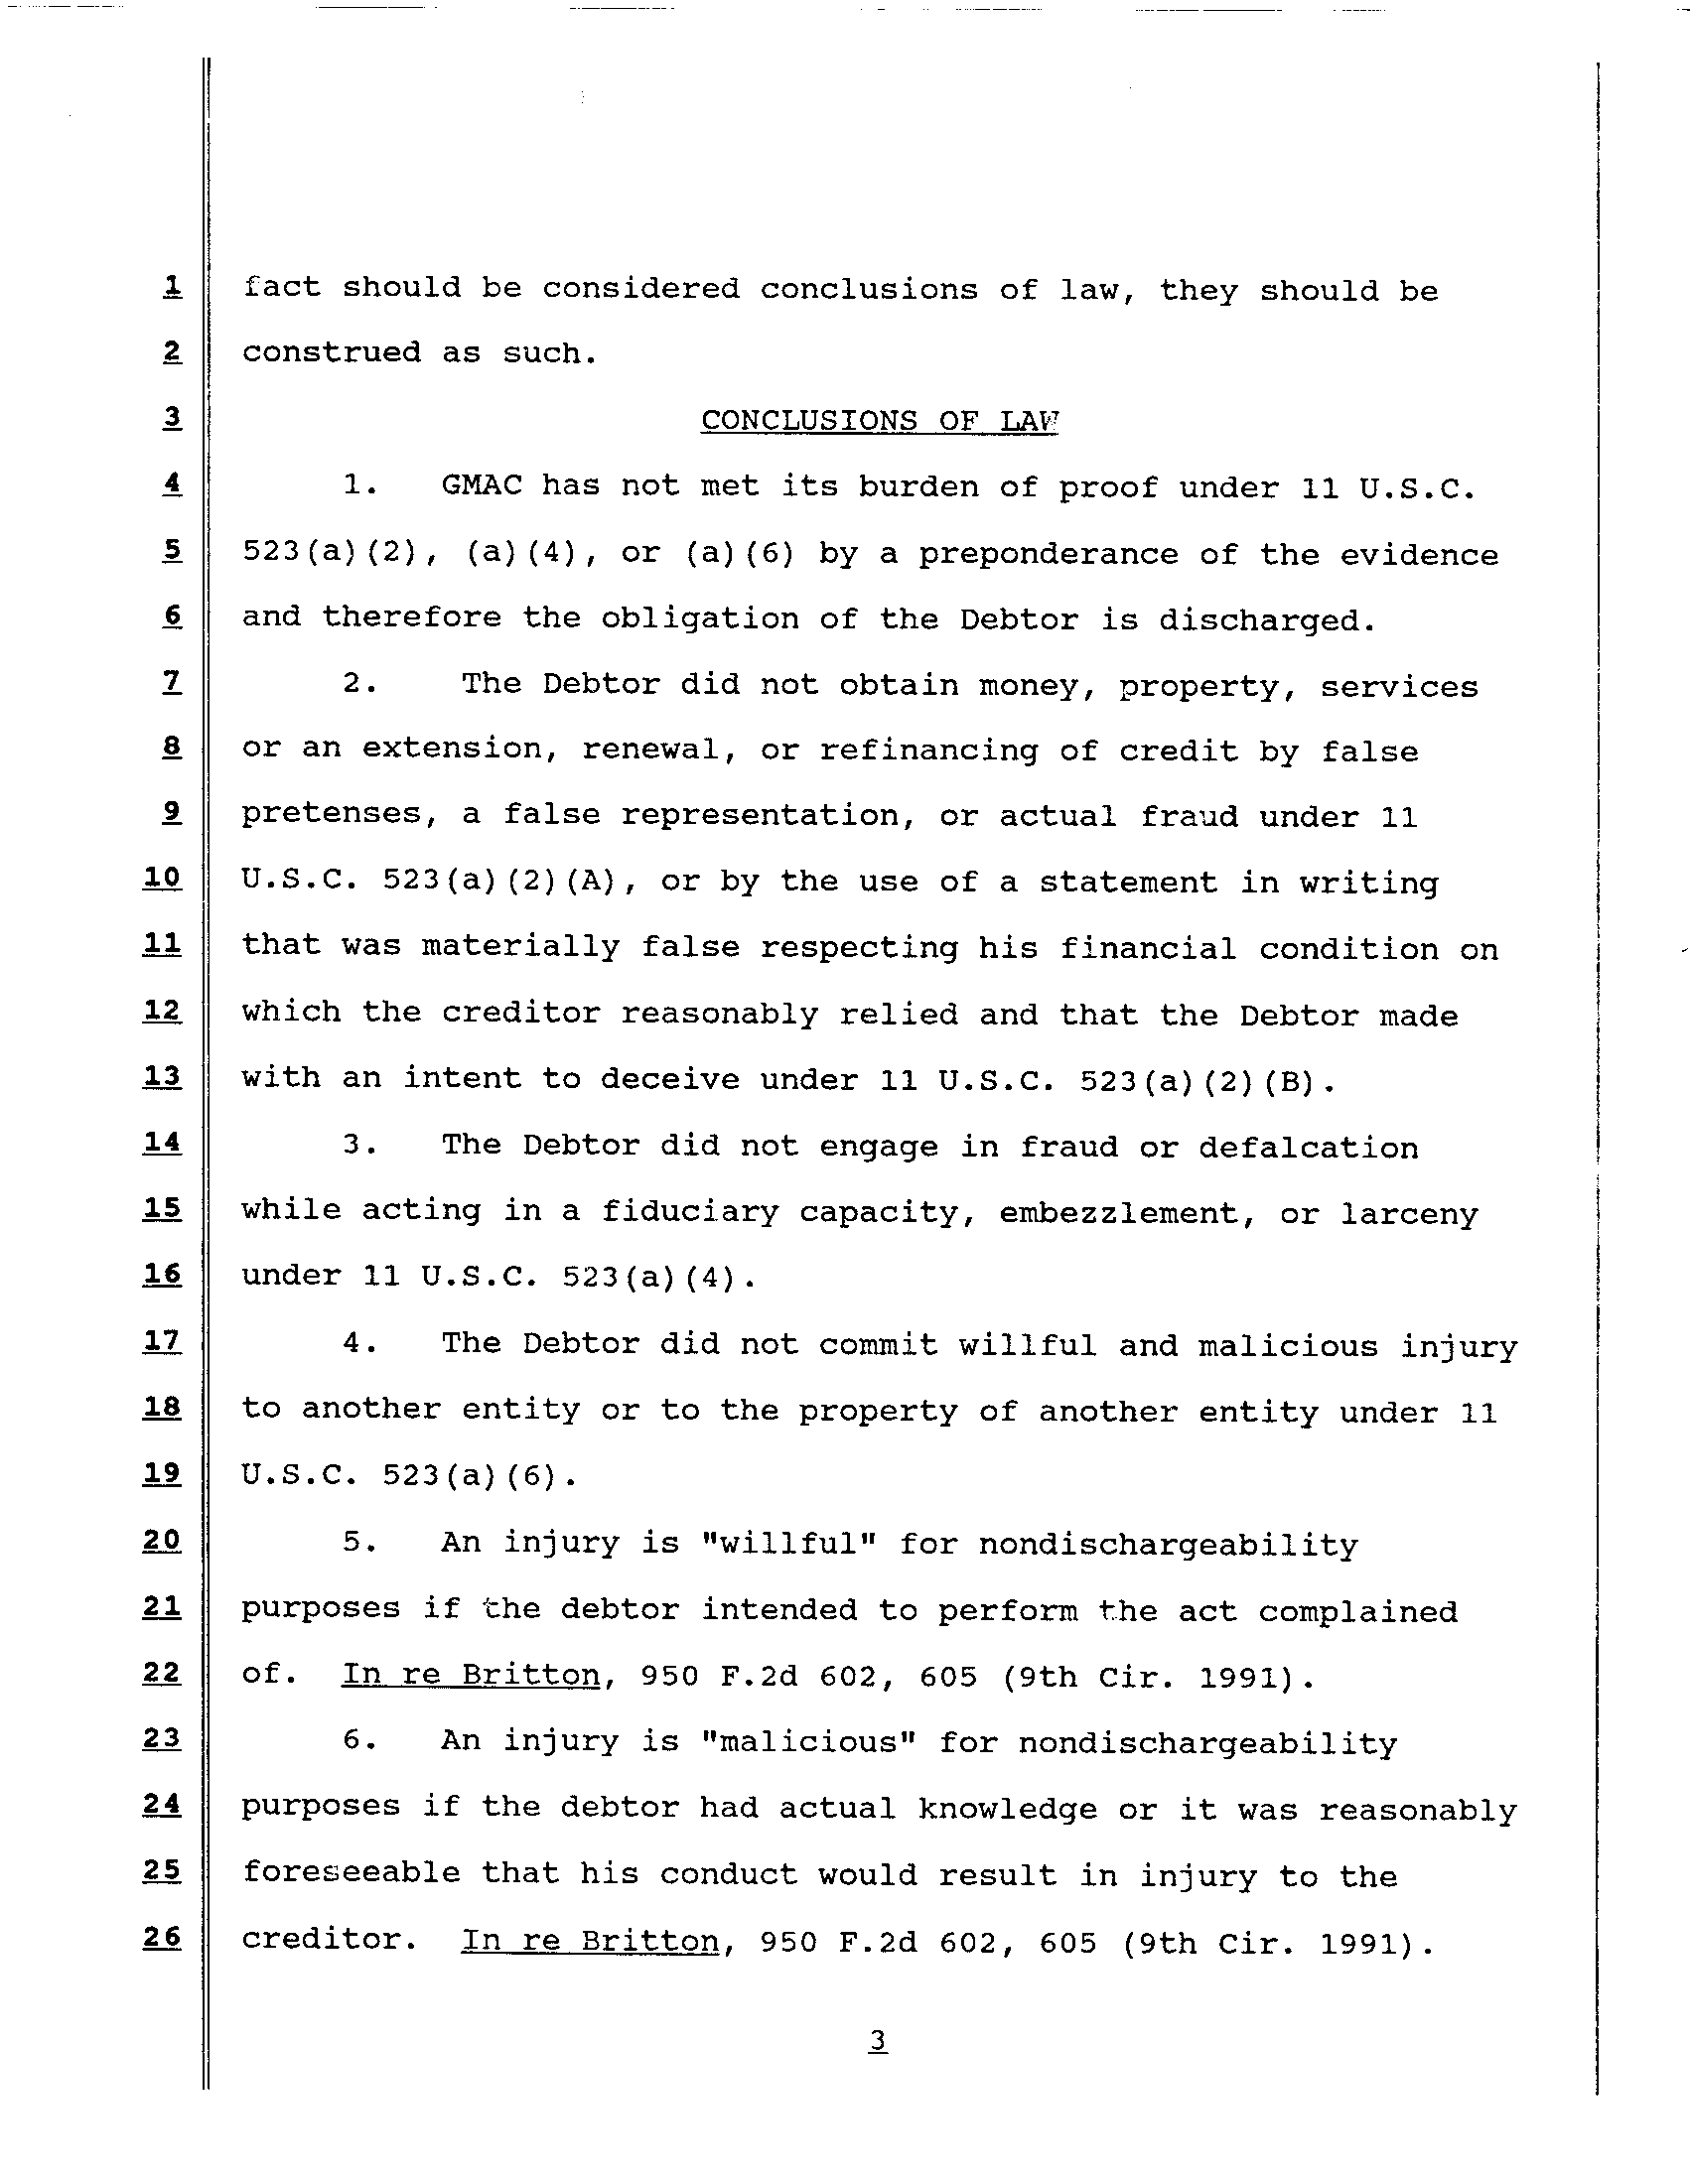 1 fact should be considered conclusions of law, they should be
2 construed as such.
3 CONCLUSIONS OF LAW
4 1. GMAC has not met its burden of proof under 11 U.S.C.
5 523(a)(2), (a)(4), or (a)(6) by a preponderance of the evidence
6 and therefore the obligation of the Debtor is discharged.
7 2. The Debtor did not obtain money, property, services
8 or an extension, renewal, or refinancing of credit by false
9 pretenses, a false representation, or actual fraud under 11
10 U.S.C. 523(a)(2)(A), or by the use of a statement in writing
11 that was materially false respecting his financial condition on
12 which the creditor reasonably relied and that the Debtor made
13 with an intent to deceive under 11 U.S.C. 523(a)(2)(B).
14 3. The Debtor did not engage in fraud or defalcation
15 while acting in a fiduciary capacity, embezzlement, or larceny
16 under 11 U.S.C. 523(a)(4).
17 4. The Debtor did not commit willful and malicious injury
18 to another entity or to the property of another entity under 11
19 U.S.C. 523(a)(6).
20 5. An injury is "willful" for nondischargeability
21 purposes if the debtor intended to perform the act complained
22 of. In re Britton, 950 F.2d 602, 605 (9th Cir. 1991).
23 6. An injury is "malicious" for nondischargeability
24 purposes if the debtor had actual knowledge or it was reasonably
25 foreseeable that his conduct would result in injury to the
26 creditor. In re Britton, 950 F.2d 602, 605 (9th Cir. 1991).
3